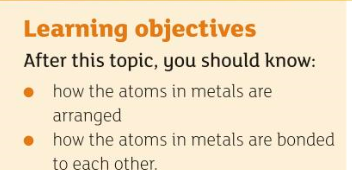 Learning objectives
After this topic, you should know:
● how the atoms in metals are
arranged
● how the atoms in metals are bonded
to each other.